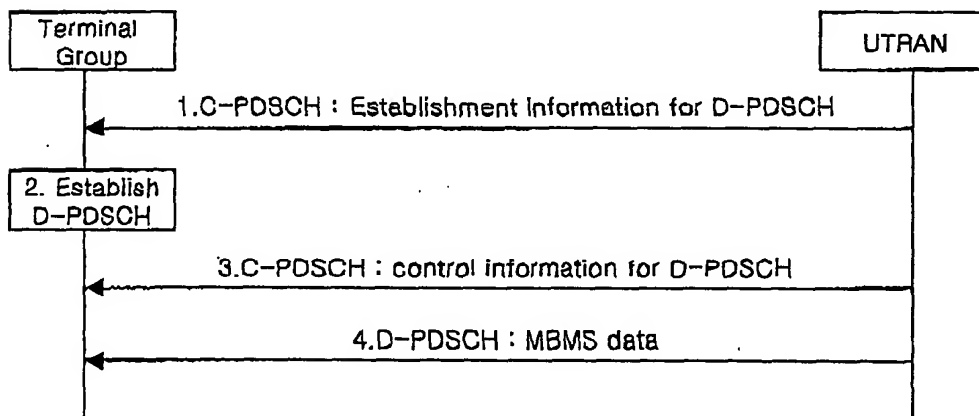 Terminal
Group
UTRAN
1.C-PDSCH : Establishment Information for D-PDSCH
2. Establish
D-PDSCH
3.C-PDSCH : control information for D-PDSCH
4.D-PDSCH : MBMS data